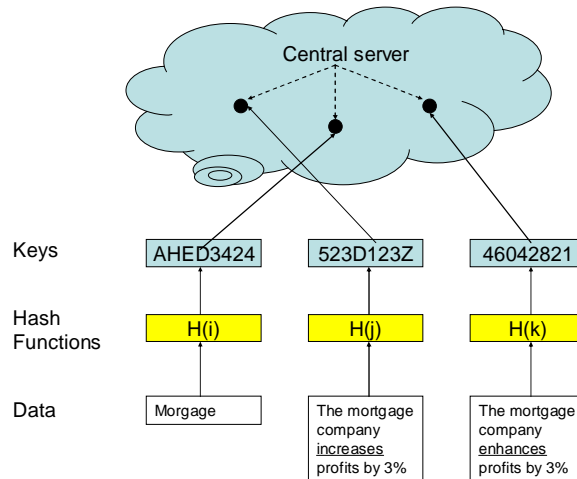 Central server
Keys
AHED3424
523D123Z
46042821
Hash
Functions
H(i)
H(j)
H(k)
Data
Morgage
The mortgage
company
increases
profits by 3%
The mortgage
company
enhances
profits by 3%